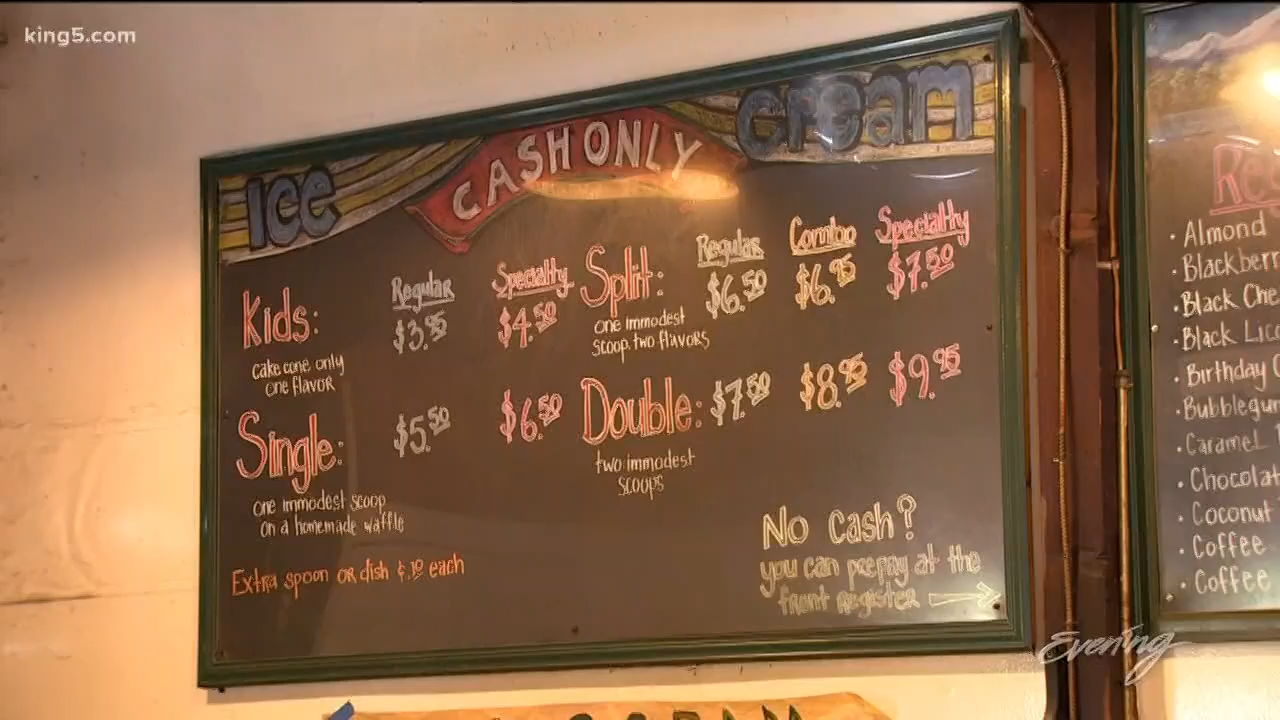 king5.com
Ice CASH ONLY Cream
Kids: Regular $3.95 Specialty $4.50
cake cone only
one flavor
Single: $5.50 $6.50
one immodest scoop
on a homemade waffle
Extra spoon or dish ¢.10 each
Split: Regular $6.50 Combo $6.95 Specialty $7.50
one immodest
scoop, two flavors
Double: $7.50 $8.95 $9.95
two immodest
scoops
No Cash?
you can prepay at the
front register
• Almond
• Blackberr
• Black Che
• Black Lico
• Birthday C
• Bubblegum
• Caramel
• Chocolat
• Coconut
• Coffee
• Coffee
Evening